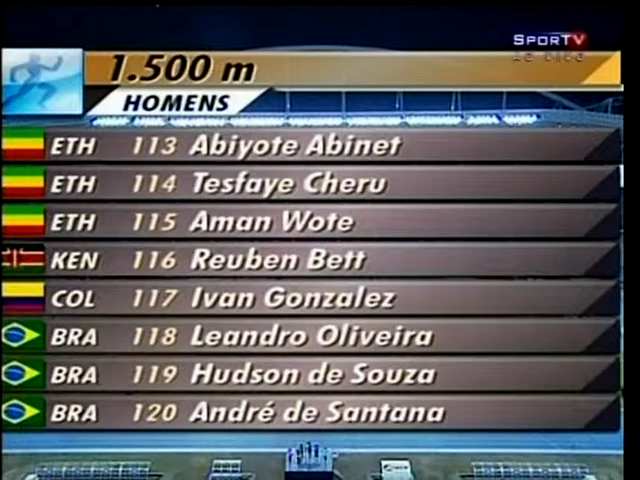 SPORTV
AO VIVO
1.500 m
HOMENS
ETH 113 Abiyote Abinet
ETH 114 Tesfaye Cheru
ETH 115 Aman Wote
KEN 116 Reuben Bett
COL 117 Ivan Gonzalez
BRA 118 Leandro Oliveira
BRA 119 Hudson de Souza
BRA 120 André de Santana